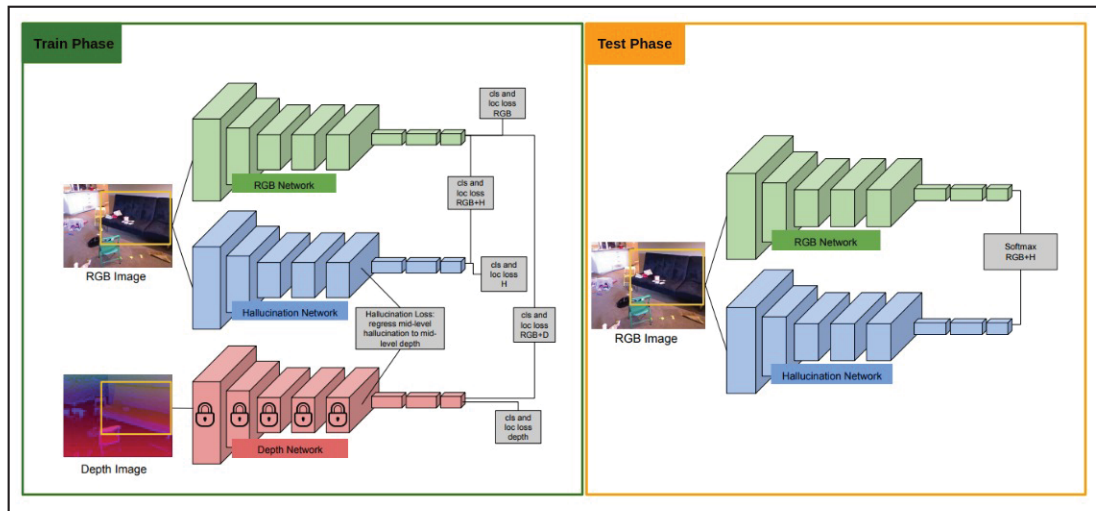 Train Phase
cls and
loc loss
RGB
RGB Network
cls and
loc loss
RGB+H
RGB Image
cls and
loc loss
H
Hallucination Network
Hallucination Loss:
regress mid-level
hallucination to mid-
level depth
cls and
loc loss
RGB+D
cls and
loc loss
depth
Depth Network
Depth Image
Test Phase
RGB Network
Softmax
RGB+H
RGB Image
Hallucination Network